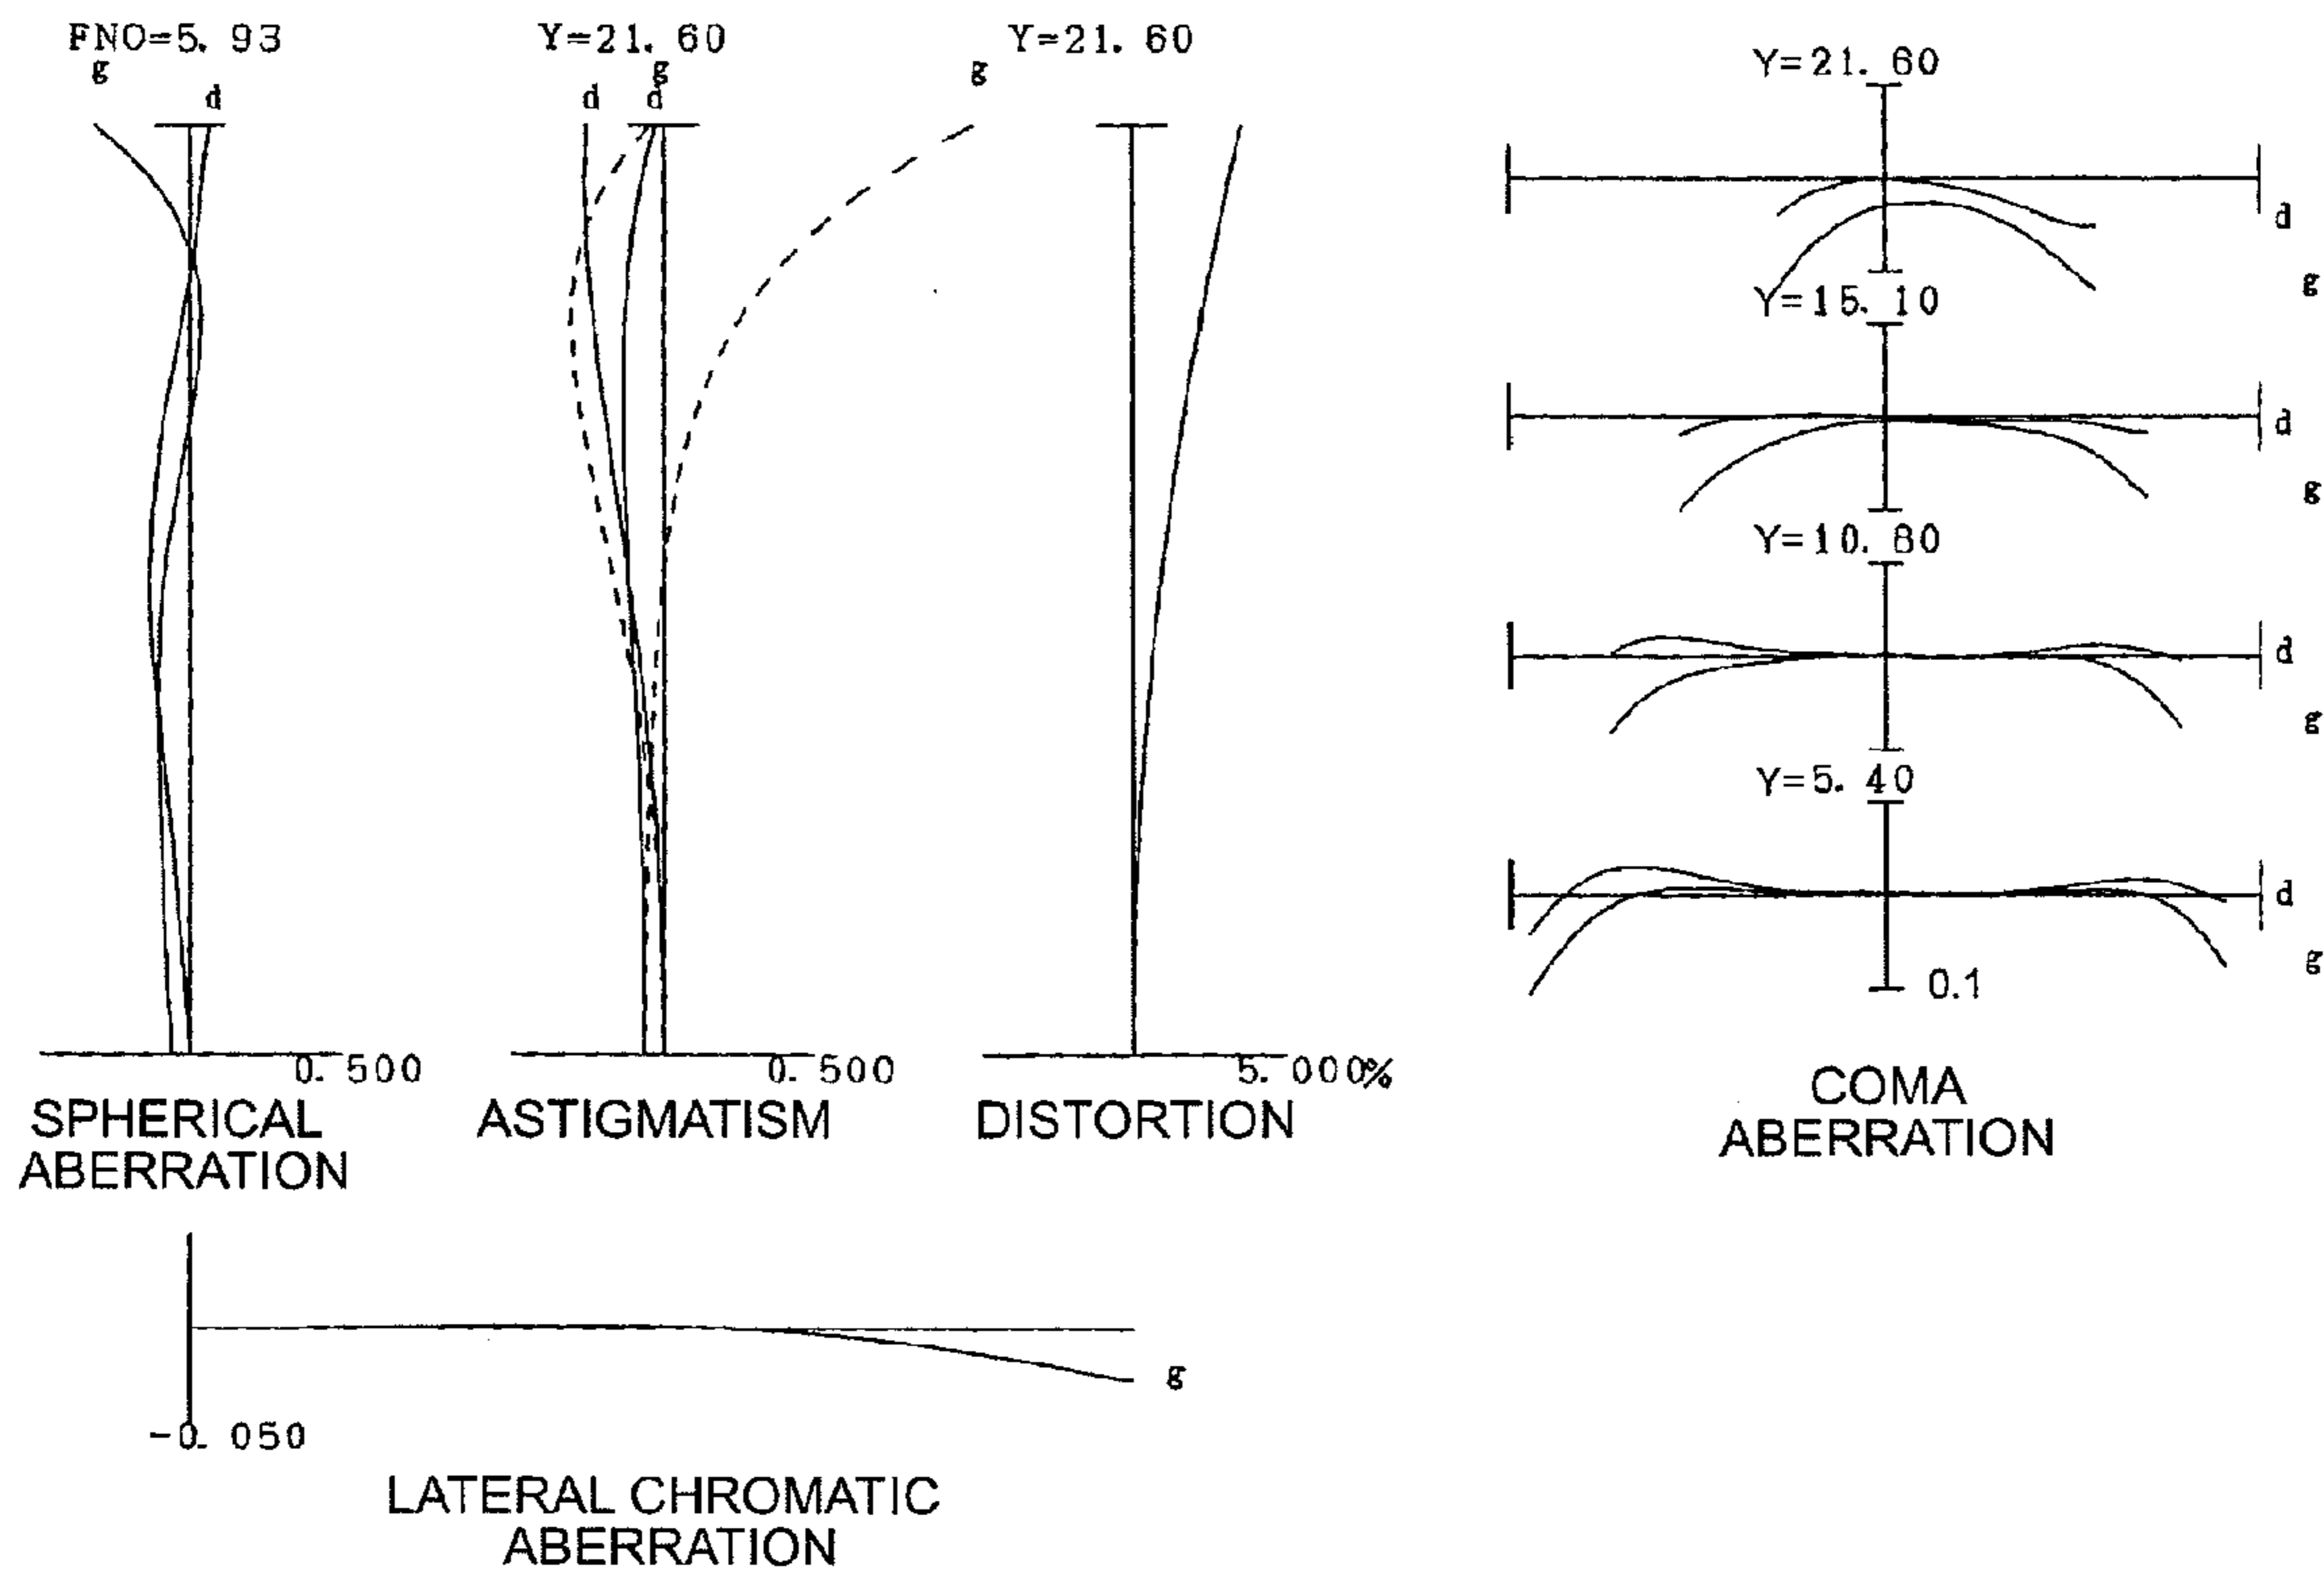 FNO=5. 93
g
d
Y=21. 60
g
d
d
Y=21. 60
g
0. 500
SPHERICAL
ABERRATION
0. 500
ASTIGMATISM
5. 000%
DISTORTION
Y=21. 60
d
g
Y=15. 10
d
g
Y=10. 80
d
g
Y=5. 40
d
g
0.1
COMA
ABERRATION
g
-0. 050
LATERAL CHROMATIC
ABERRATION